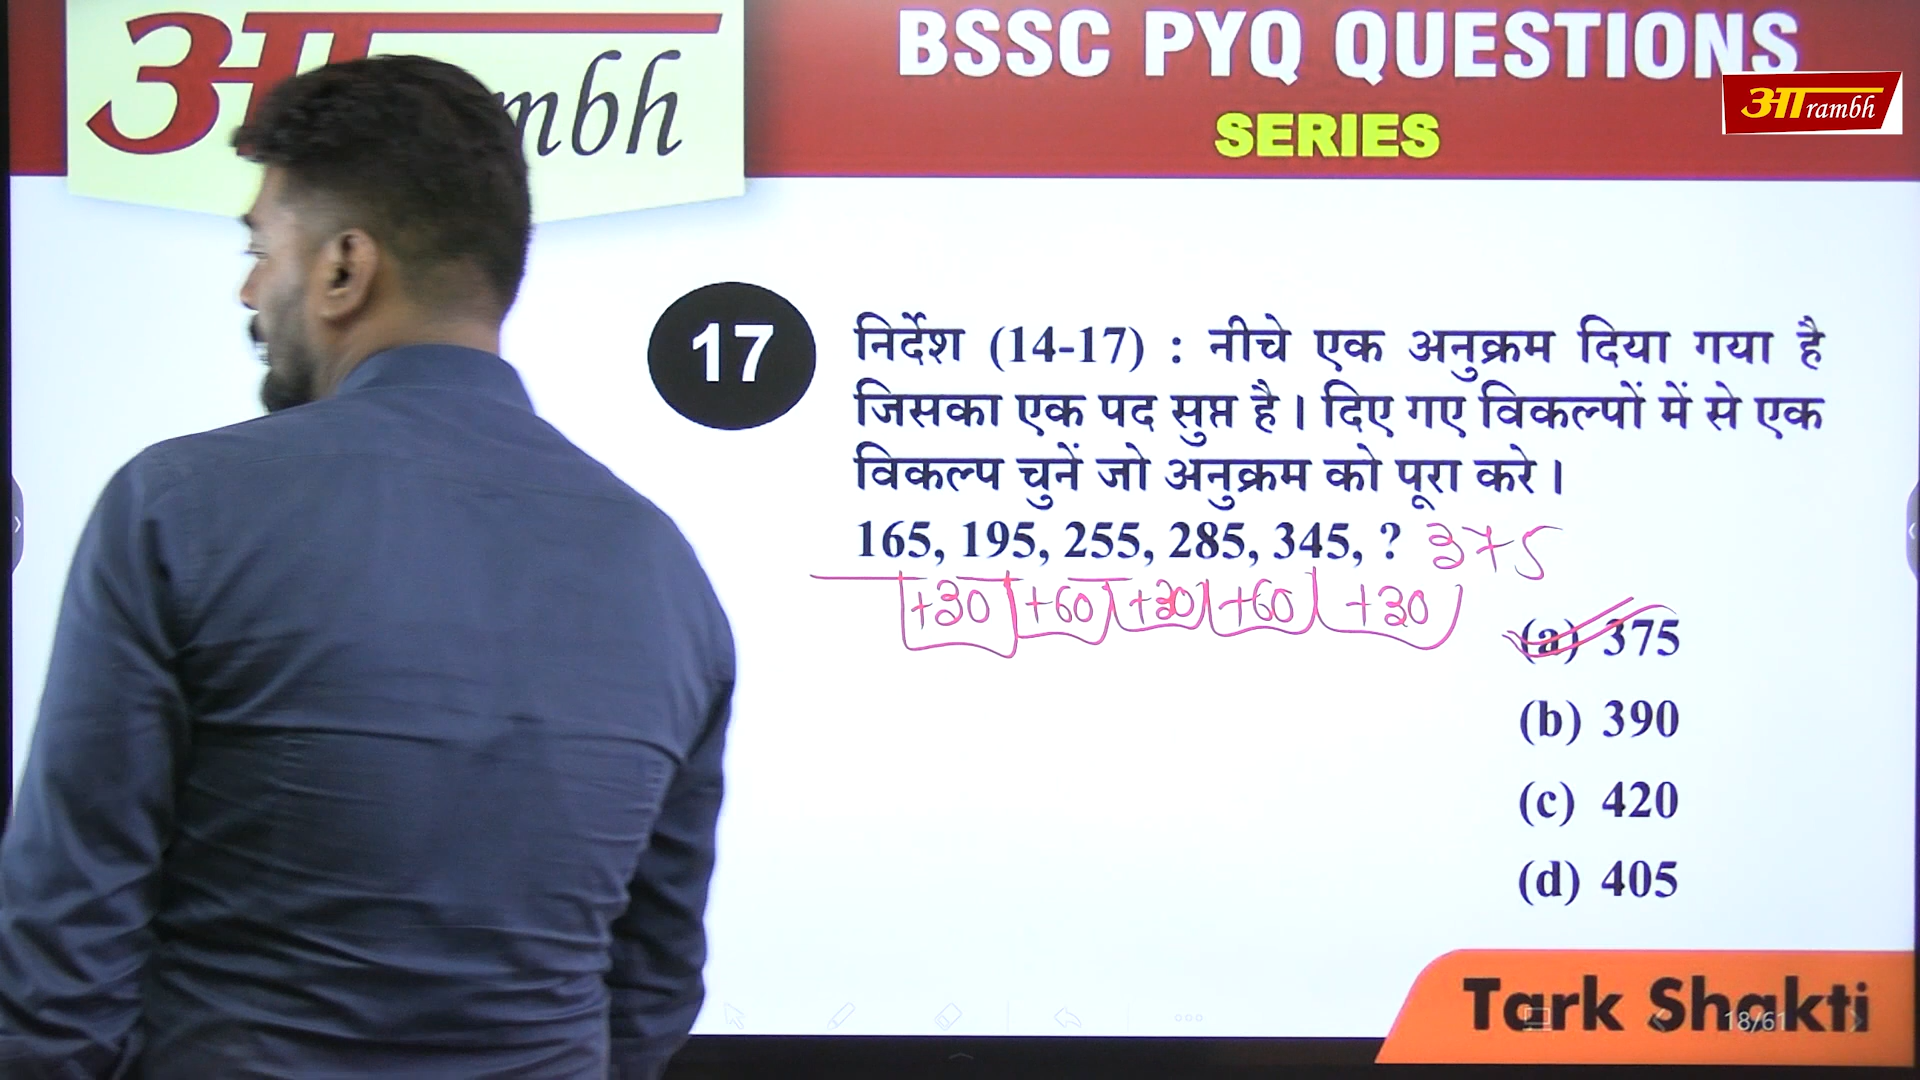 BSSC PYQ QUESTIONS
SERIES
आrambh
mbh
17
निर्देश (14-17) : नीचे एक अनुक्रम दिया गया है
जिसका एक पद सुप्त है। दिए गए विकल्पों में से एक
विकल्प चुनें जो अनुक्रम को पूरा करे।
165, 195, 255, 285, 345, ? 375
+30 +60 +30 +60 +30
(a) 375
(b) 390
(c) 420
(d) 405
Tark Shakti
18/61